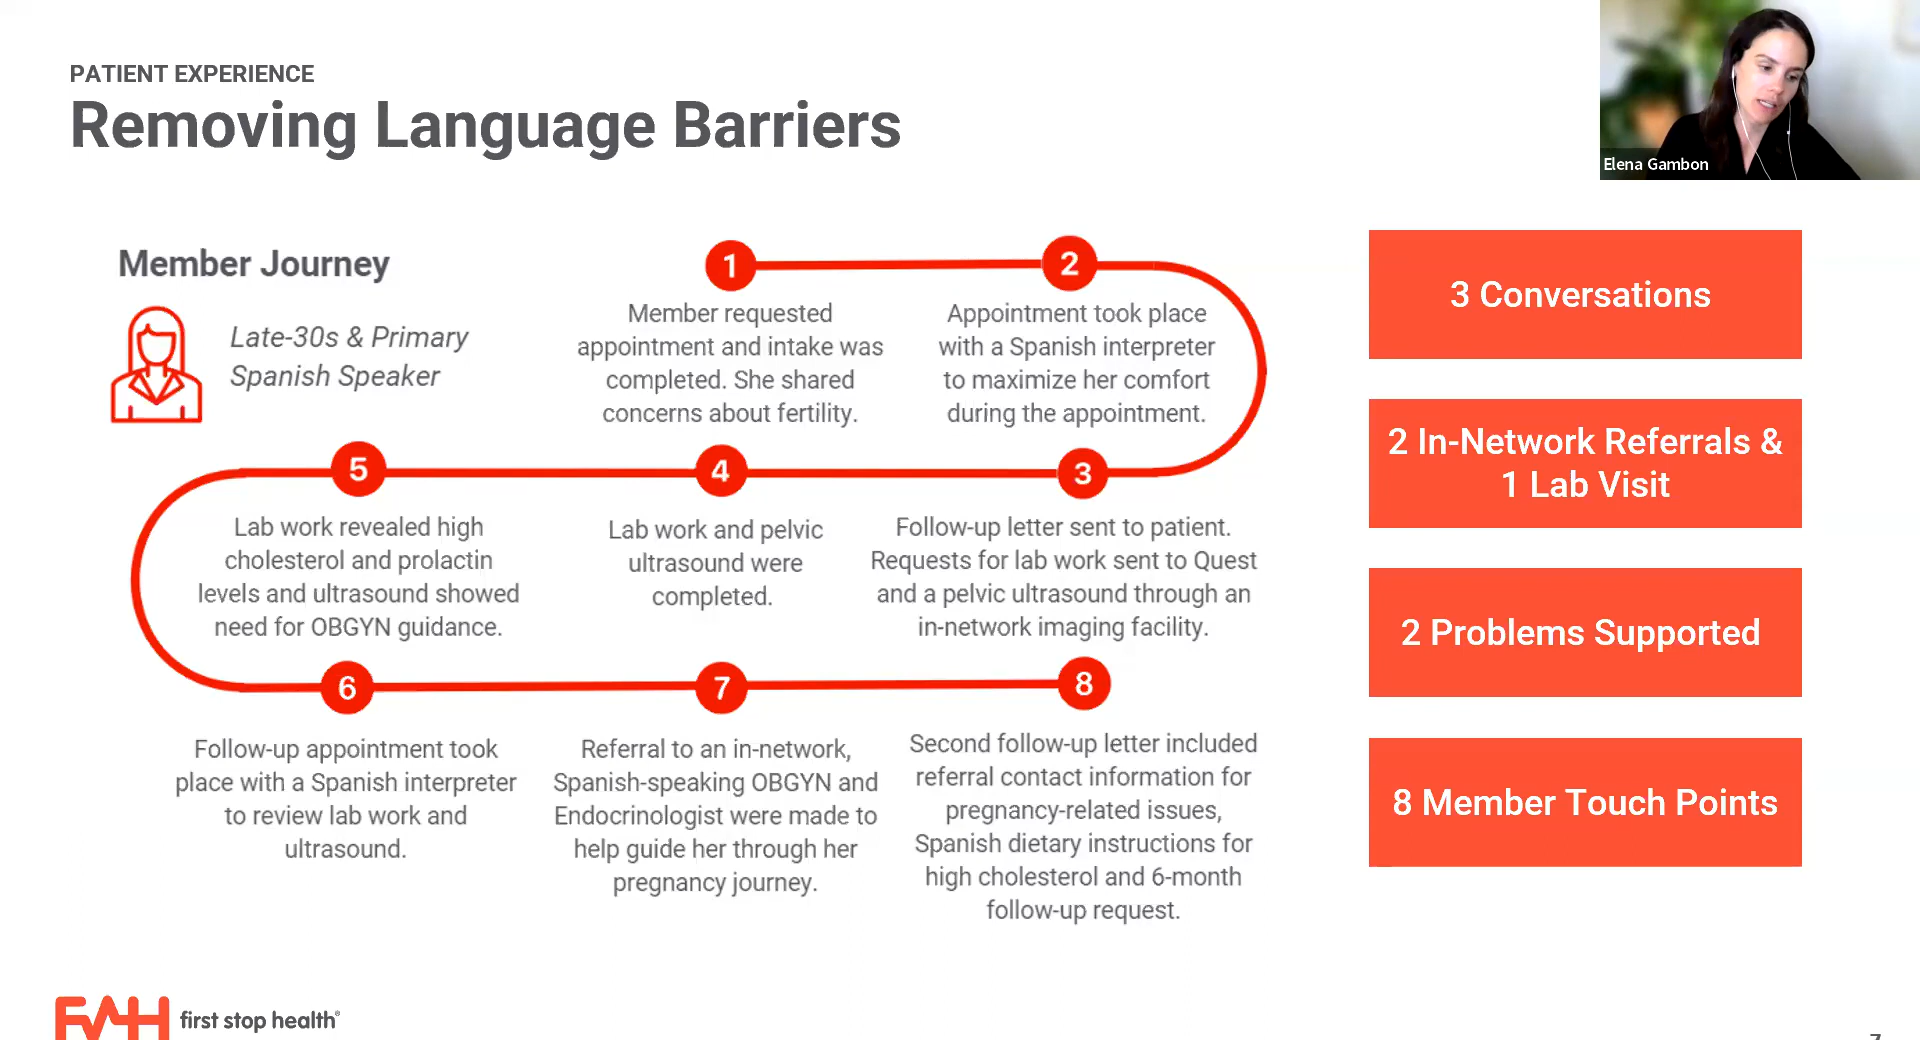 PATIENT EXPERIENCE
Removing Language Barriers
Elena Gambon
Member Journey
Late-30s & Primary
Spanish Speaker
1
Member requested
appointment and intake was
completed. She shared
concerns about fertility.
2
Appointment took place
with a Spanish interpreter
to maximize her comfort
during the appointment.
3
Follow-up letter sent to patient.
Requests for lab work sent to Quest
and a pelvic ultrasound through an
in-network imaging facility.
4
Lab work and pelvic
ultrasound were
completed.
5
Lab work revealed high
cholesterol and prolactin
levels and ultrasound showed
need for OBGYN guidance.
6
Follow-up appointment took
place with a Spanish interpreter
to review lab work and
ultrasound.
7
Referral to an in-network,
Spanish-speaking OBGYN and
Endocrinologist were made to
help guide her through her
pregnancy journey.
8
Second follow-up letter included
referral contact information for
pregnancy-related issues,
Spanish dietary instructions for
high cholesterol and 6-month
follow-up request.
3 Conversations
2 In-Network Referrals &
1 Lab Visit
2 Problems Supported
8 Member Touch Points
first stop health®
7